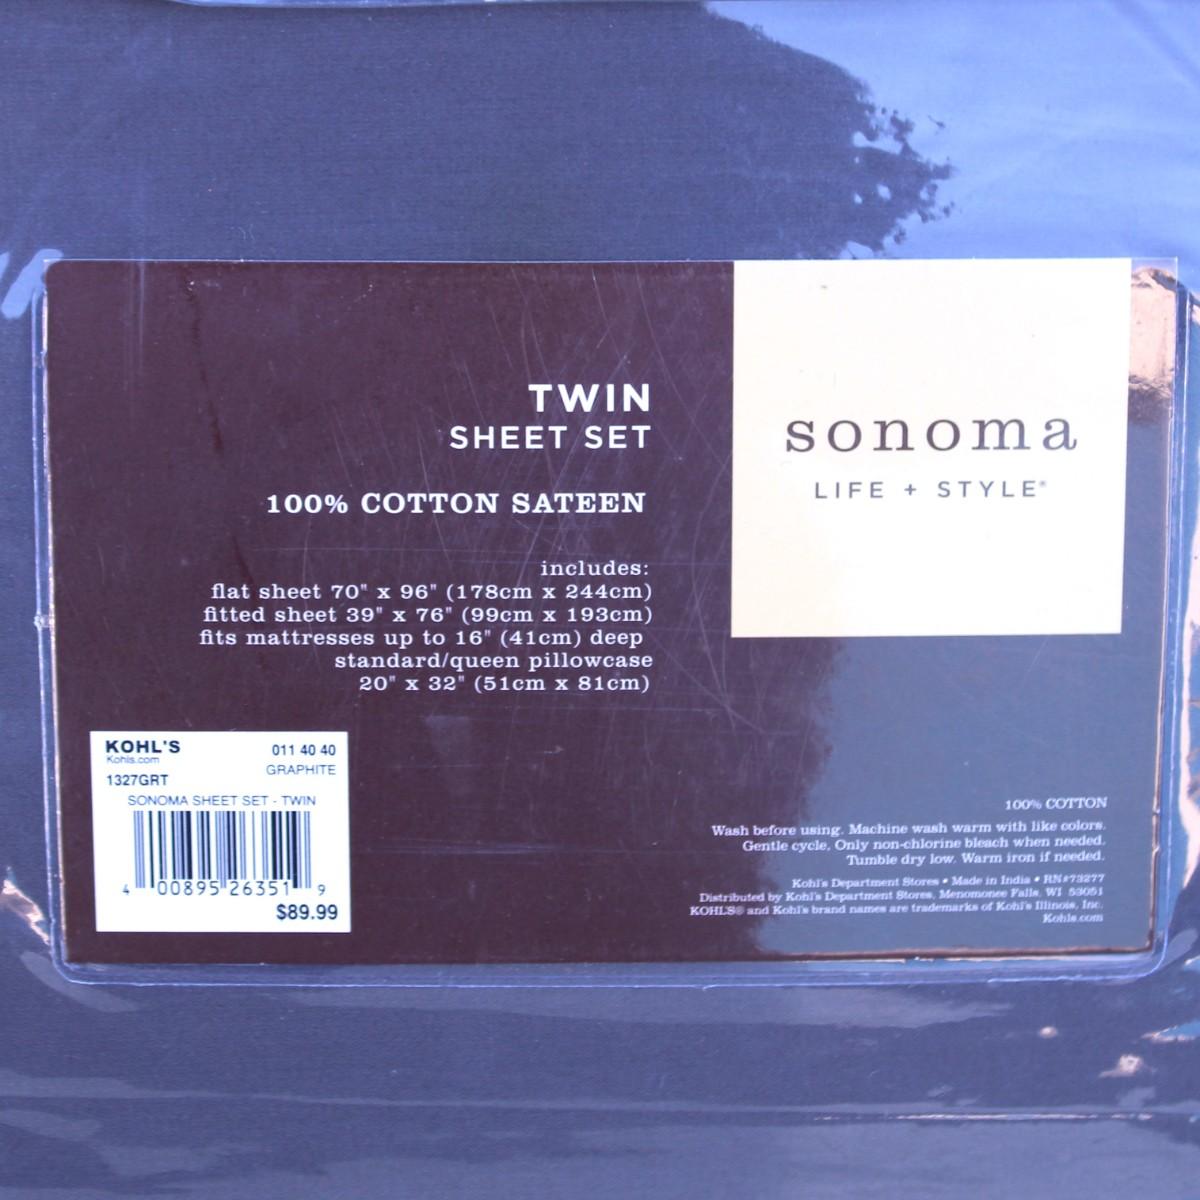 TWIN
SHEET SET
100% COTTON SATEEN
includes:
flat sheet 70" x 96" (178cm x 244cm)
fitted sheet 39" x 76" (99cm x 193cm)
fits mattresses up to 16" (41cm) deep
standard/queen pillowcase
20" x 32" (51cm x 81cm)
sonoma
LIFE + STYLE®
KOHL'S 011 40 40
Kohls.com GRAPHITE
1327GRT
SONOMA SHEET SET - TWIN
4 00895 26351 9
$89.99
100% COTTON
Wash before using. Machine wash warm with like colors.
Gentle cycle. Only non-chlorine bleach when needed.
Tumble dry low. Warm iron if needed.
Kohl's Department Stores • Made in India • RN#73277
Distributed by Kohl's Department Stores, Menomonee Falls, WI 53051
KOHL'S® and Kohl's brand names are trademarks of Kohl's Illinois, Inc.
Kohls.com